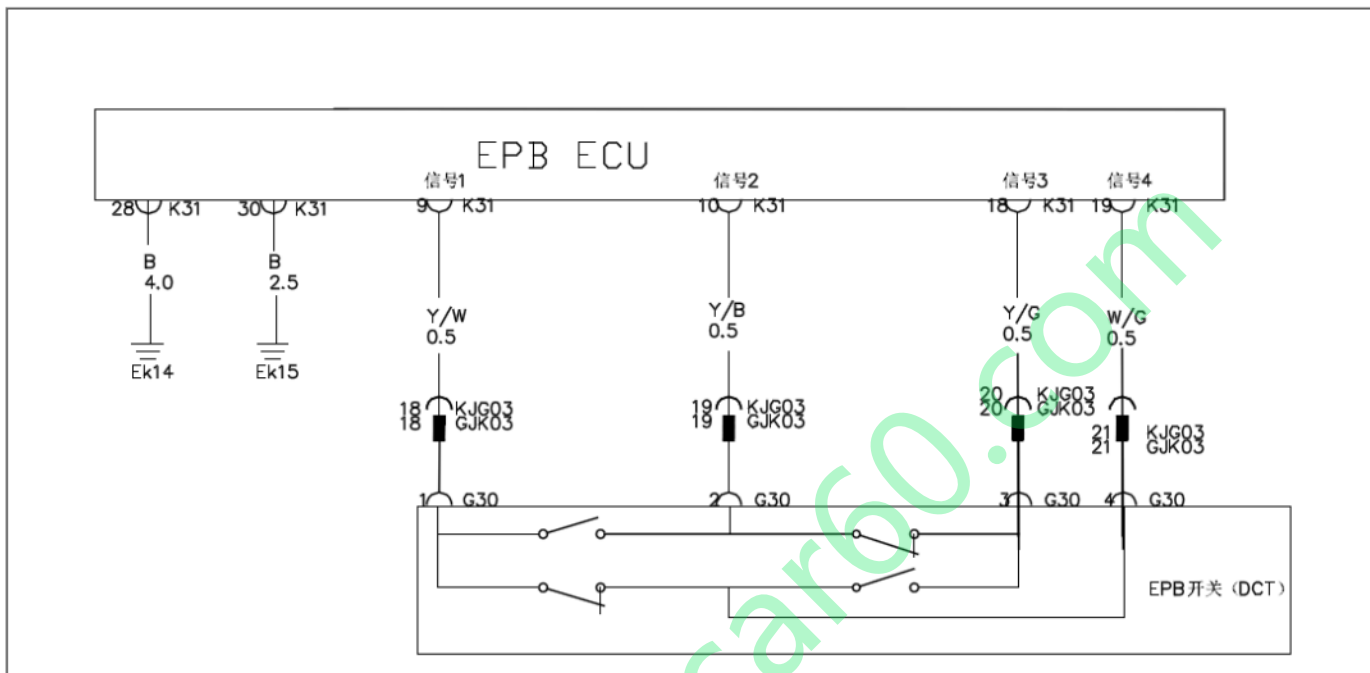 EPB ECU
信号1 信号2 信号3 信号4
28 K31 30 K31 9 K31 10 K31 18 K31 19 K31
B B
4.0 2.5
Y/W Y/B Y/G W/G
0.5 0.5 0.5 0.5
Ek14 Ek15
18 KJG03 19 KJG03 20 KJG03
18 GJK03 19 GJK03 20 GJK03
21 KJG03
21 GJK03
1 G30 2 G30 3 G30 4 G30
EPB开关（DCT）
car60.com